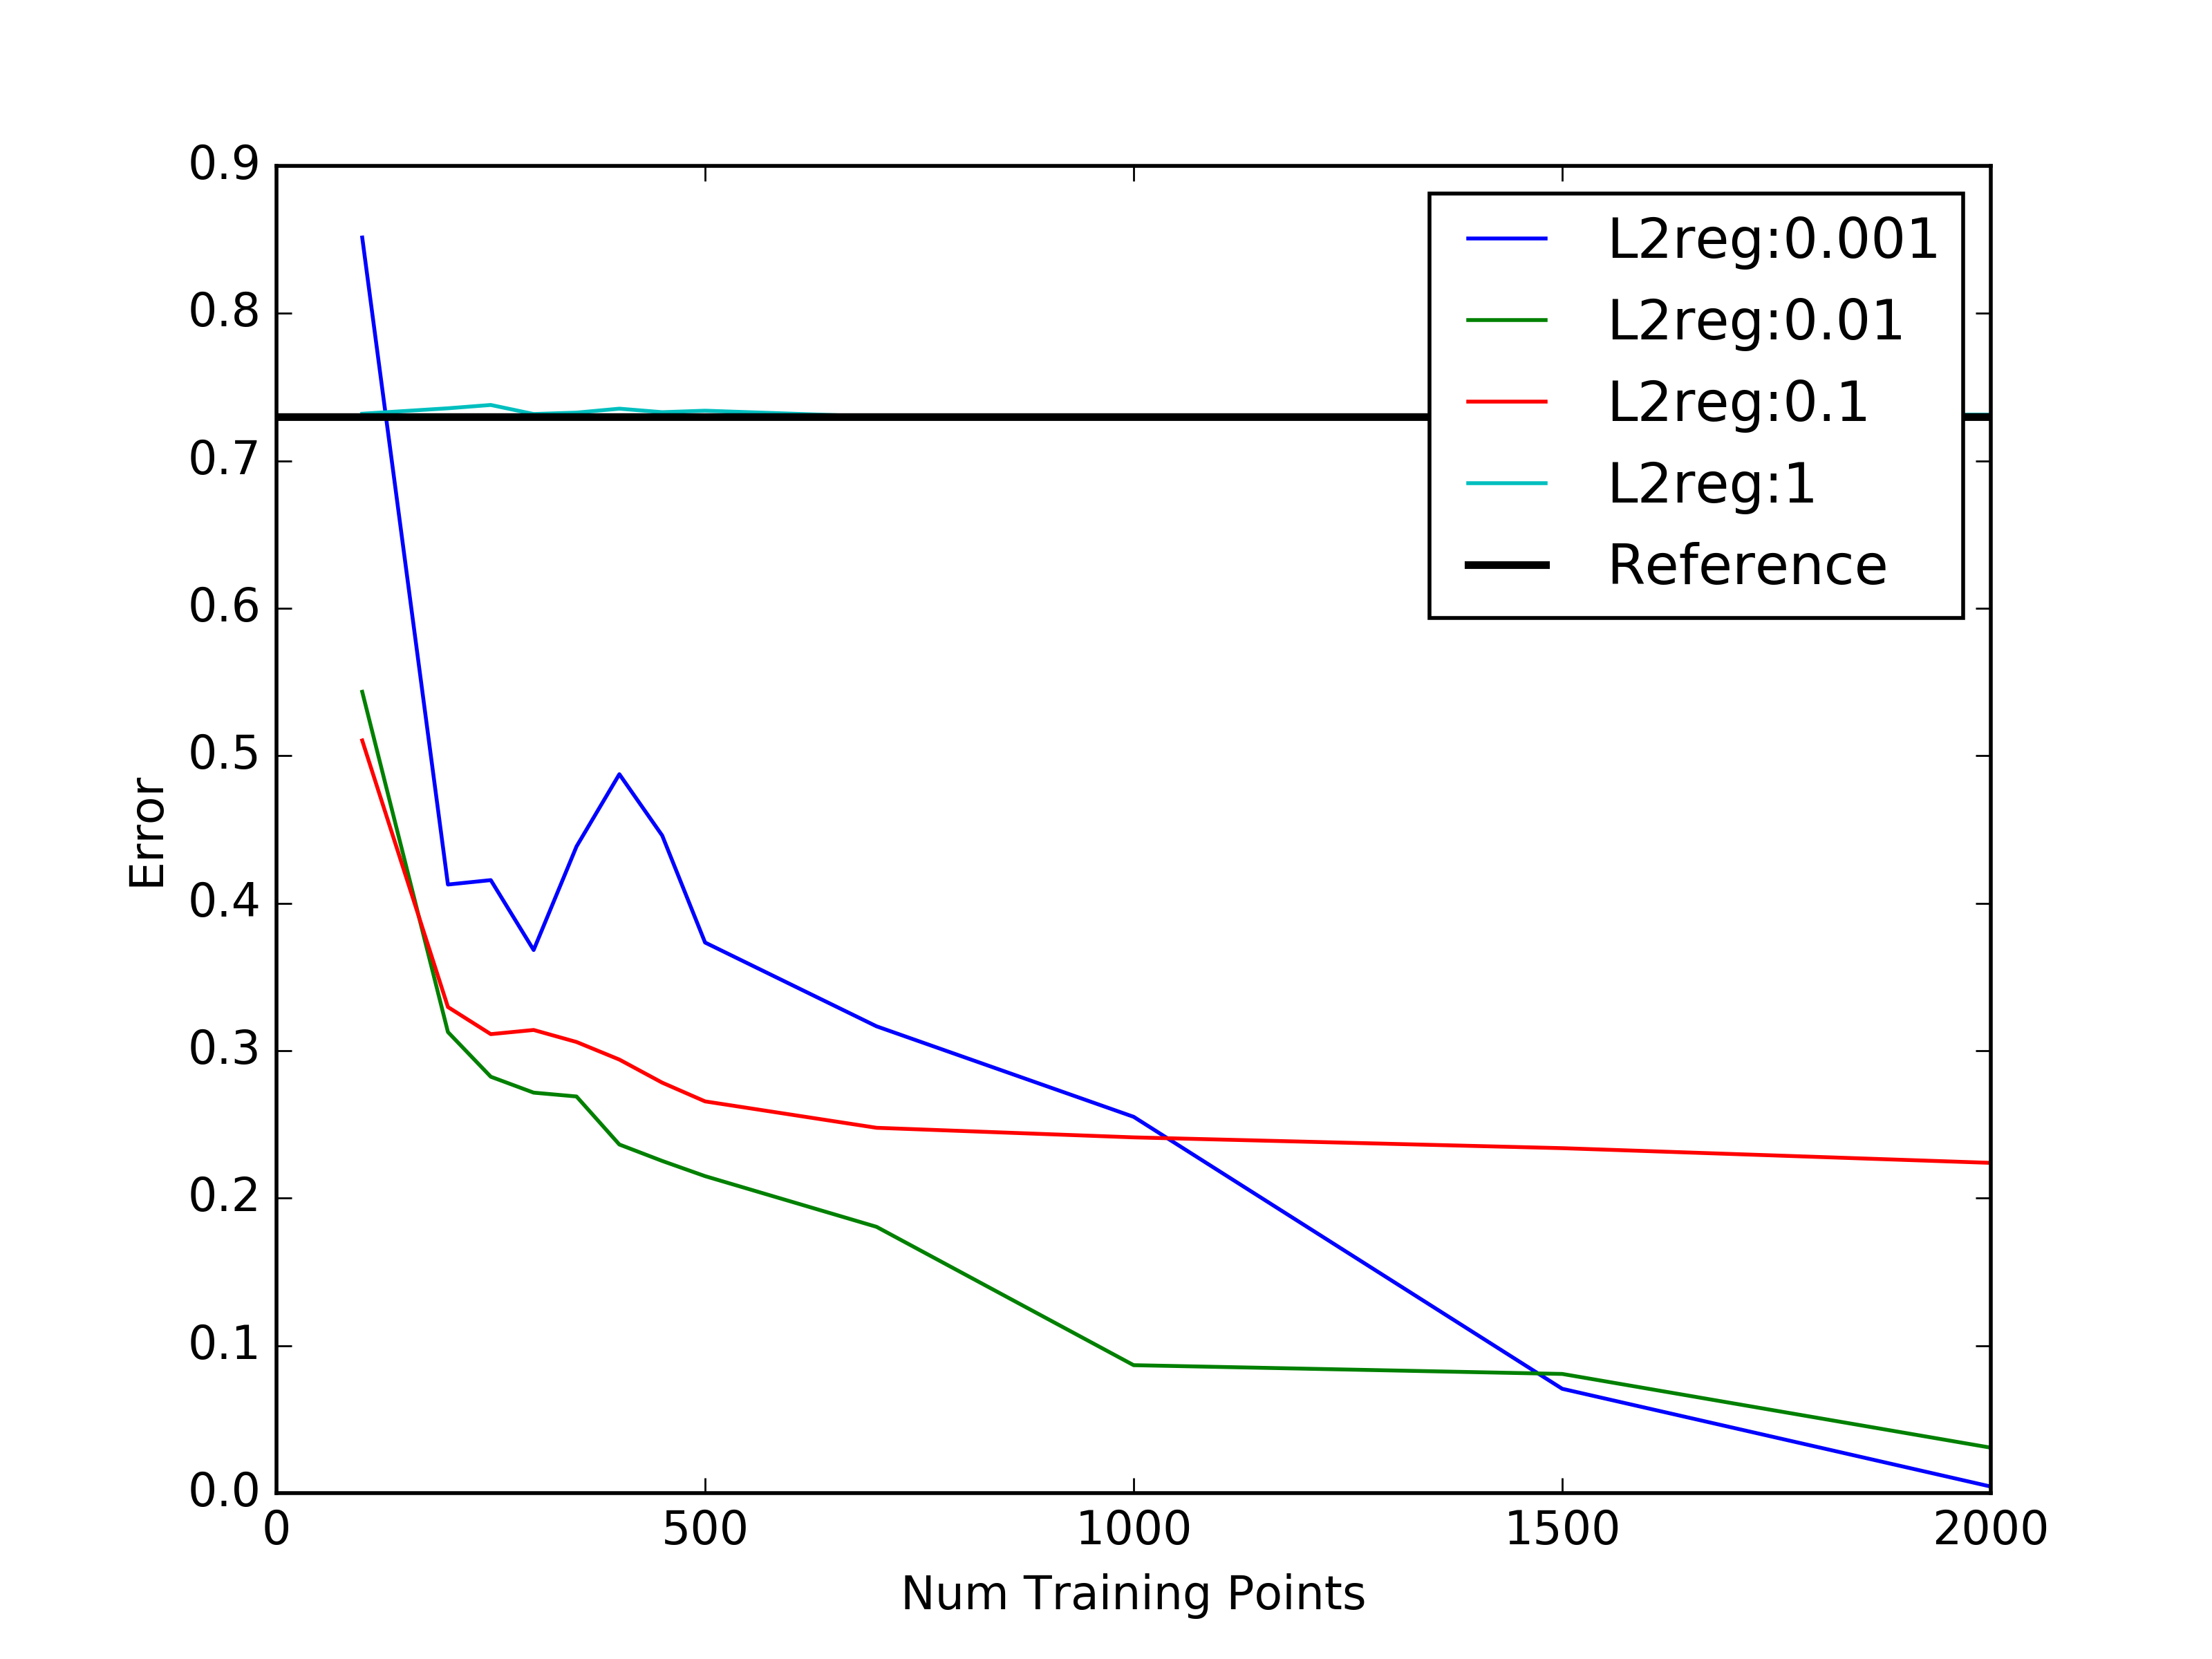 0.9
0.8
0.7
0.6
0.5
0.4
0.3
0.2
0.1
0.0
Error
0 500 1000 1500 2000
Num Training Points
L2reg:0.001
L2reg:0.01
L2reg:0.1
L2reg:1
Reference